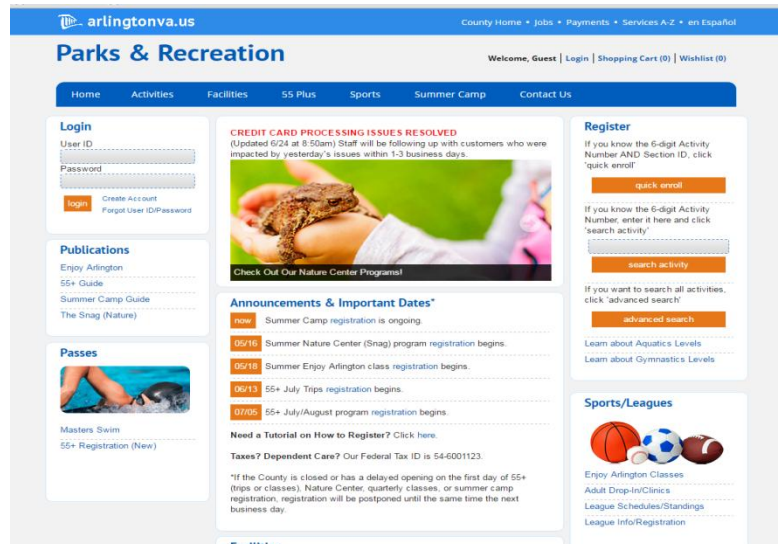 arlingtonva.us
County Home • Jobs • Payments • Services A-Z • en Español
Parks & Recreation
Welcome, Guest | Login | Shopping Cart (0) | Wishlist (0)
Home Activities Facilities 55 Plus Sports Summer Camp Contact Us
Login
User ID
Password
login
Create Account
Forgot User ID/Password
Publications
Enjoy Arlington
55+ Guide
Summer Camp Guide
The Snag (Nature)
Passes
Masters Swim
55+ Registration (New)
CREDIT CARD PROCESSING ISSUES RESOLVED
(Updated 6/24 at 8:50am) Staff will be following up with customers who were
impacted by yesterday's issues within 1-3 business days.
Check Out Our Nature Center Programs!
Announcements & Important Dates*
now Summer Camp registration is ongoing.
05/16 Summer Nature Center (Snag) program registration begins.
05/18 Summer Enjoy Arlington class registration begins.
06/13 55+ July Trips registration begins.
07/05 55+ July/August program registration begins.
Need a Tutorial on How to Register? Click here.
Taxes? Dependent Care? Our Federal Tax ID is 54-6001123.
*If the County is closed or has a delayed opening on the first day of 55+
(trips or classes), Nature Center, quarterly classes, or summer camp
registration, registration will be postponed until the same time the next
business day.
Register
If you know the 6-digit Activity
Number AND Section ID, click
'quick enroll'
quick enroll
If you know the 6-digit Activity
Number, enter it here and click
'search activity'
search activity
If you want to search all activities,
click 'advanced search'
advanced search
Learn about Aquatics Levels
Learn about Gymnastics Levels
Sports/Leagues
Enjoy Arlington Classes
Adult Drop-In/Clinics
League Schedules/Standings
League Info/Registration